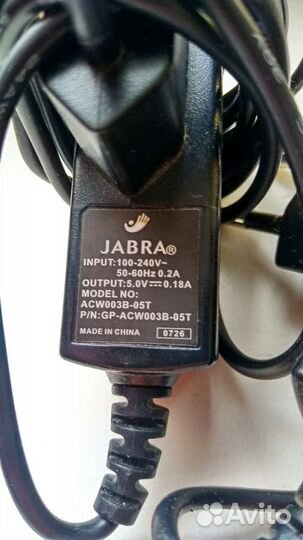 JABRA®
INPUT:100-240V~
50-60Hz 0.2A
OUTPUT:5.0V⎓0.18A
MODEL NO:
ACW003B-05T
P/N:GP-ACW003B-05T
MADE IN CHINA 0726
Avito